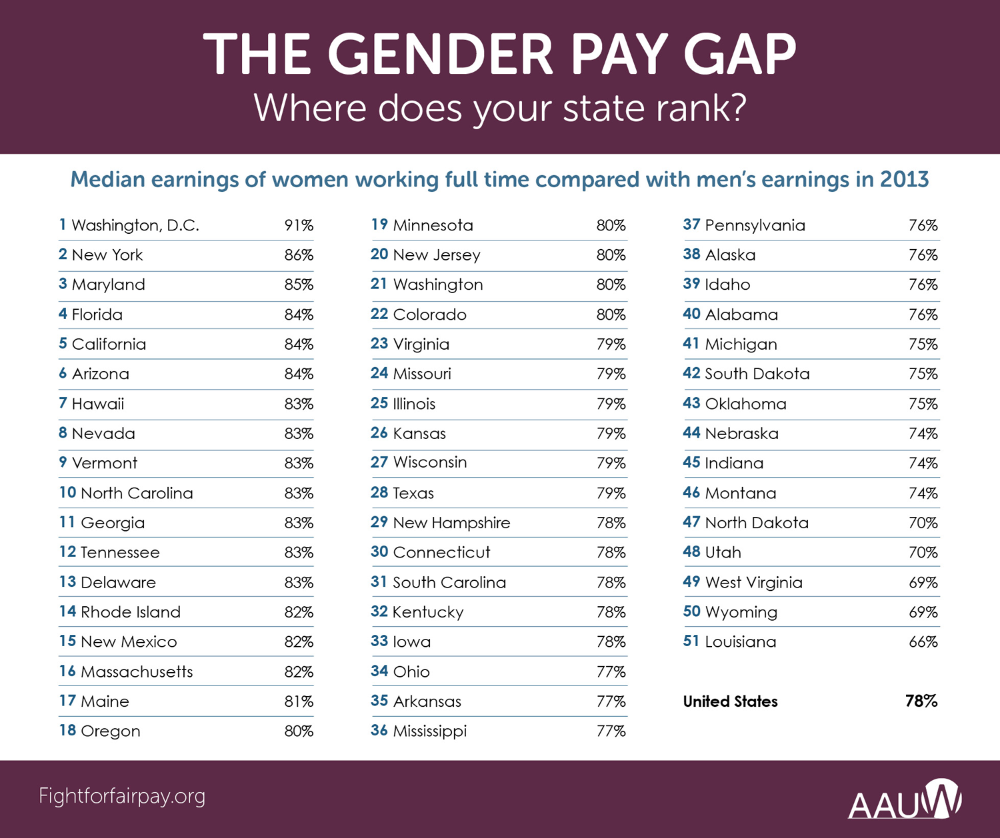 THE GENDER PAY GAP
Where does your state rank?
Median earnings of women working full time compared with men's earnings in 2013
1 Washington, D.C. 91%
2 New York 86%
3 Maryland 85%
4 Florida 84%
5 California 84%
6 Arizona 84%
7 Hawaii 83%
8 Nevada 83%
9 Vermont 83%
10 North Carolina 83%
11 Georgia 83%
12 Tennessee 83%
13 Delaware 83%
14 Rhode Island 82%
15 New Mexico 82%
16 Massachusetts 82%
17 Maine 81%
18 Oregon 80%
19 Minnesota 80%
20 New Jersey 80%
21 Washington 80%
22 Colorado 80%
23 Virginia 79%
24 Missouri 79%
25 Illinois 79%
26 Kansas 79%
27 Wisconsin 79%
28 Texas 79%
29 New Hampshire 78%
30 Connecticut 78%
31 South Carolina 78%
32 Kentucky 78%
33 Iowa 78%
34 Ohio 77%
35 Arkansas 77%
36 Mississippi 77%
37 Pennsylvania 76%
38 Alaska 76%
39 Idaho 76%
40 Alabama 76%
41 Michigan 75%
42 South Dakota 75%
43 Oklahoma 75%
44 Nebraska 74%
45 Indiana 74%
46 Montana 74%
47 North Dakota 70%
48 Utah 70%
49 West Virginia 69%
50 Wyoming 69%
51 Louisiana 66%
United States 78%
Fightforfairpay.org
AAUW